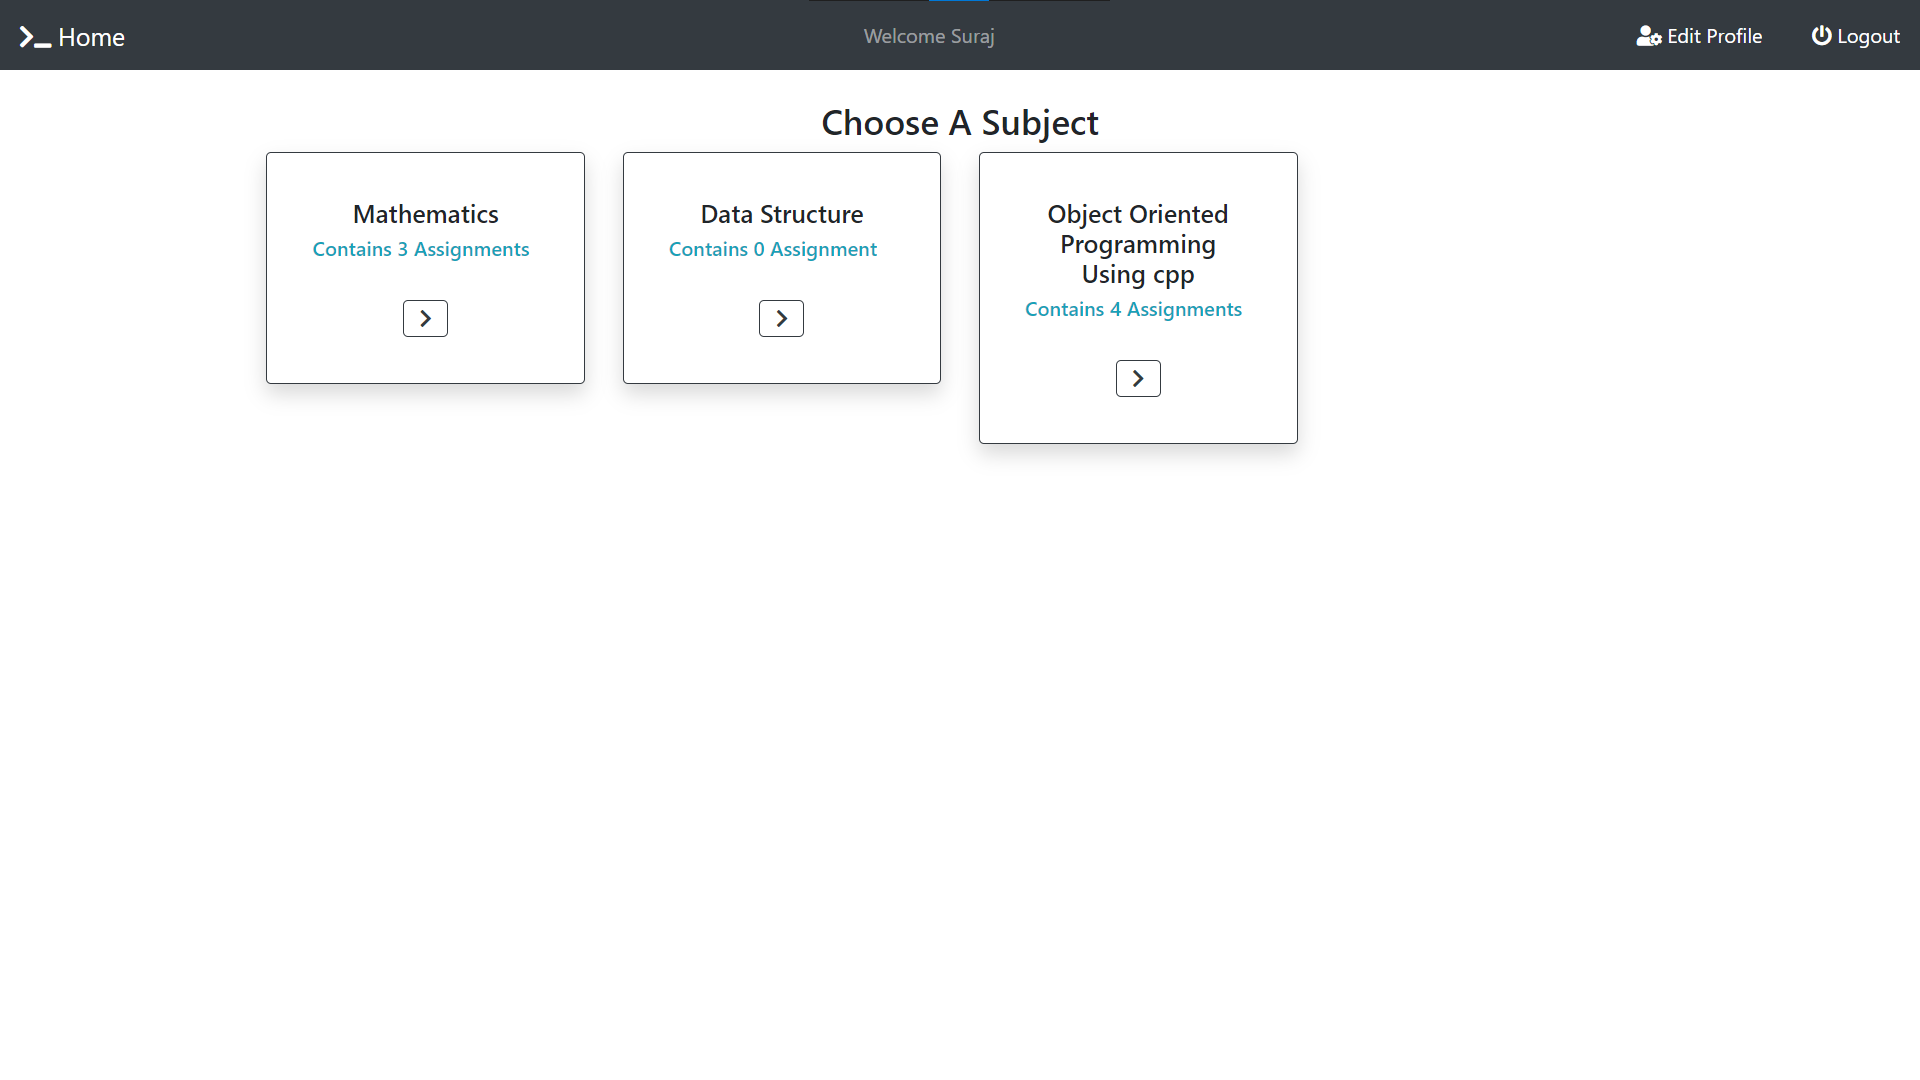 Home
Welcome Suraj
Edit Profile
Logout
Choose A Subject
Mathematics
Contains 3 Assignments
Data Structure
Contains 0 Assignment
Object Oriented
Programming
Using cpp
Contains 4 Assignments